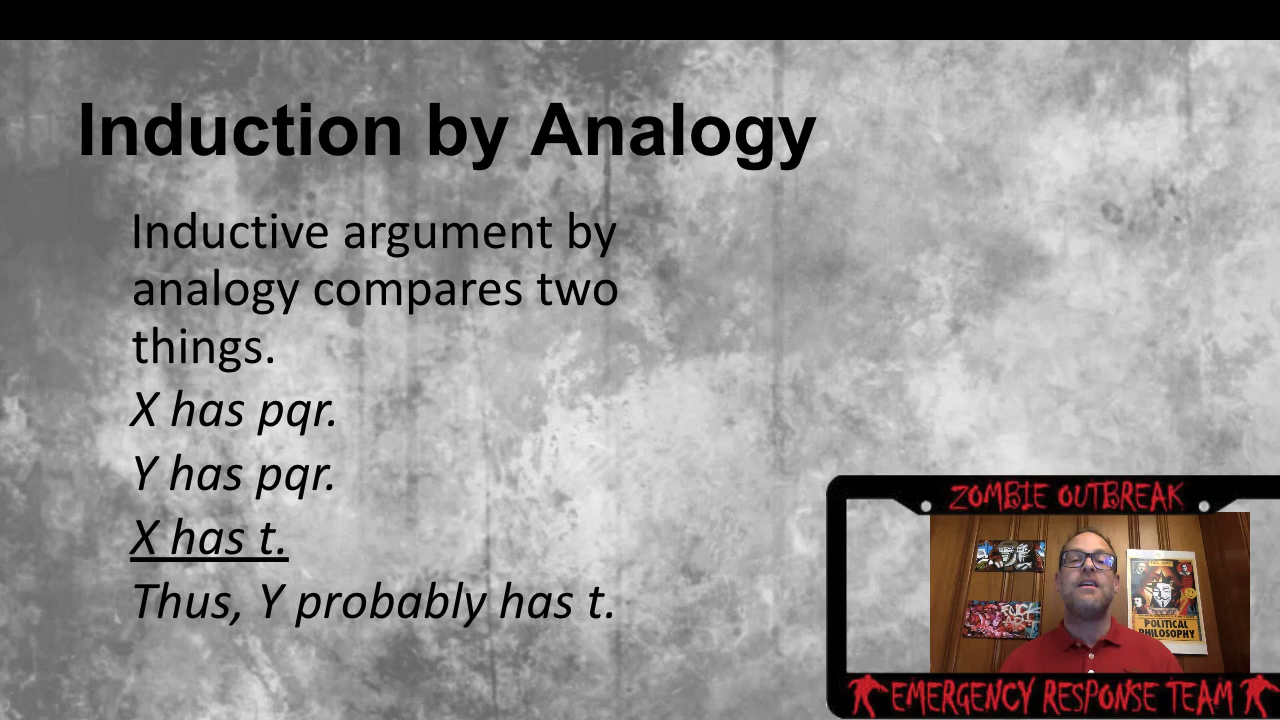 Induction by Analogy
Inductive argument by
analogy compares two
things.
X has pqr.
Y has pqr.
X has t.
Thus, Y probably has t.
ZOMBIE OUTBREAK
POLITICAL
PHILOSOPHY
EMERGENCY RESPONSE TEAM